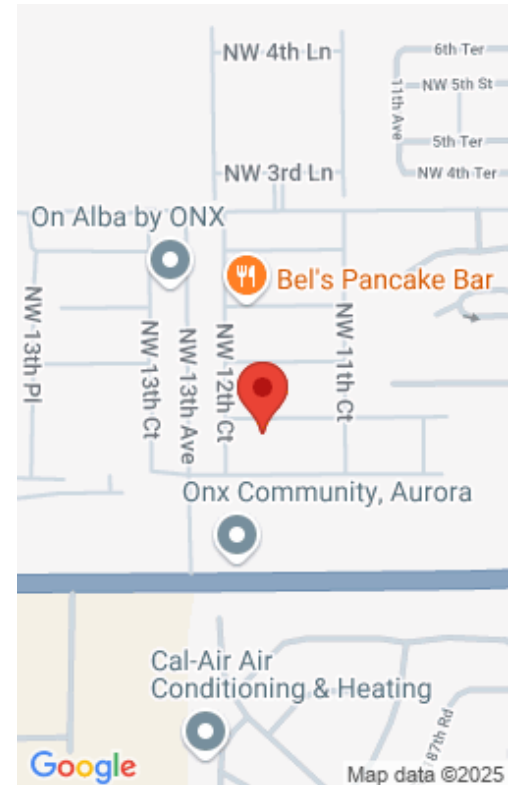 NW 4th Ln
6th Ter
11th Ave
NW 5th St
5th Ter
NW 3rd Ln
NW 4th Ter
On Alba by ONX
Bel's Pancake Bar
NW 13th Pl
NW 13th Ct
NW 13th Ave
NW 12th Ct
NW 11th Ct
Onx Community, Aurora
Cal-Air Air
Conditioning & Heating
87th Rd
Google
Map data ©2025